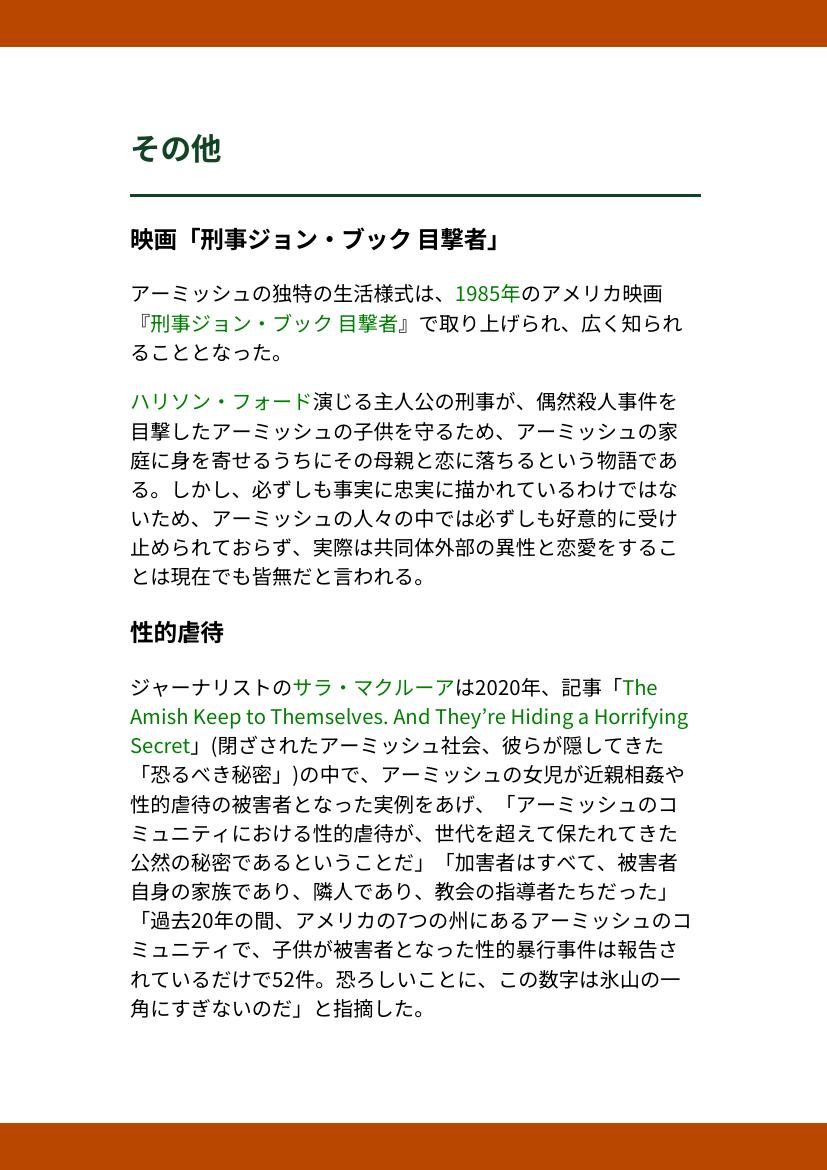 その他
映画「刑事ジョン・ブック 目撃者」
アーミッシュの独特の生活様式は、1985年のアメリカ映画
『刑事ジョン・ブック 目撃者』で取り上げられ、広く知られ
ることとなった。
ハリソン・フォード演じる主人公の刑事が、偶然殺人事件を
目撃したアーミッシュの子供を守るため、アーミッシュの家
庭に身を寄せるうちにその母親と恋に落ちるという物語であ
る。しかし、必ずしも事実に忠実に描かれているわけではな
いため、アーミッシュの人々の中では必ずしも好意的に受け
止められておらず、実際は共同体外部の異性と恋愛をするこ
とは現在でも皆無だと言われる。
性的虐待
ジャーナリストのサラ・マクルーアは2020年、記事「The
Amish Keep to Themselves. And They’re Hiding a Horrifying
Secret」(閉ざされたアーミッシュ社会、彼らが隠してきた
「恐るべき秘密」)の中で、アーミッシュの女児が近親相姦や
性的虐待の被害者となった実例をあげ、「アーミッシュのコ
ミュニティにおける性的虐待が、世代を超えて保たれてきた
公然の秘密であるということだ」「加害者はすべて、被害者
自身の家族であり、隣人であり、教会の指導者たちだった」
「過去20年の間、アメリカの7つの州にあるアーミッシュのコ
ミュニティで、子供が被害者となった性的暴行事件は報告さ
れているだけで52件。恐ろしいことに、この数字は氷山の一
角にすぎないのだ」と指摘した。